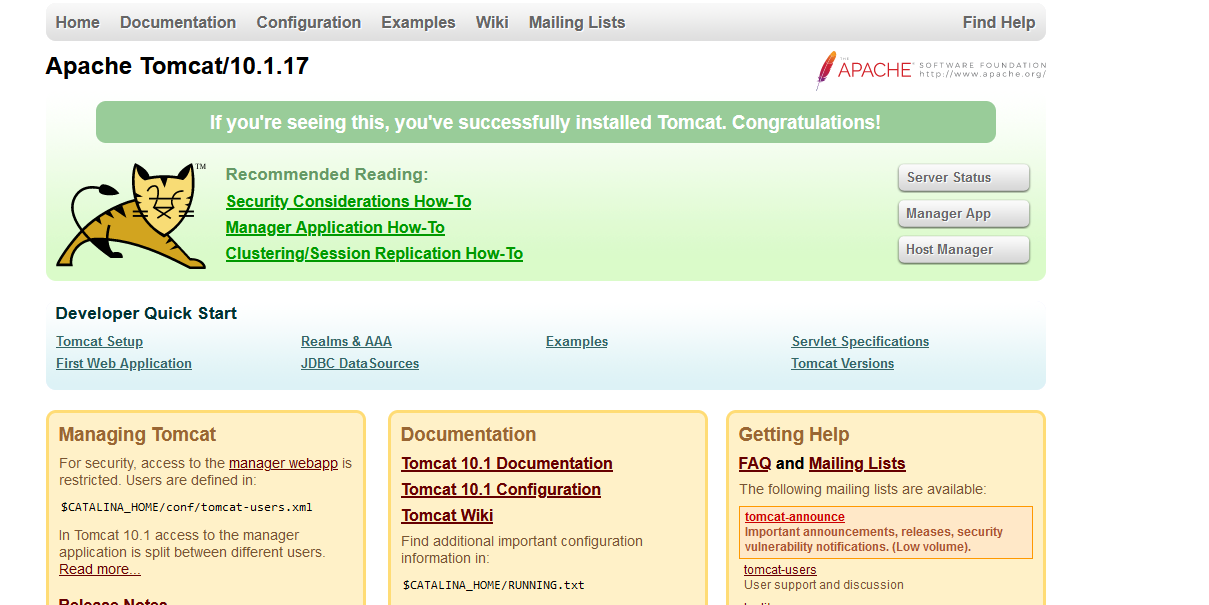 Home Documentation Configuration Examples Wiki Mailing Lists Find Help
Apache Tomcat/10.1.17
THE APACHE SOFTWARE FOUNDATION
http://www.apache.org/
If you're seeing this, you've successfully installed Tomcat. Congratulations!
TM
Recommended Reading:
Security Considerations How-To
Manager Application How-To
Clustering/Session Replication How-To
Server Status
Manager App
Host Manager
Developer Quick Start
Tomcat Setup
First Web Application
Realms & AAA
JDBC DataSources
Examples
Servlet Specifications
Tomcat Versions
Managing Tomcat
For security, access to the manager webapp is
restricted. Users are defined in:
$CATALINA_HOME/conf/tomcat-users.xml
In Tomcat 10.1 access to the manager
application is split between different users.
Read more...
Release Notes
Documentation
Tomcat 10.1 Documentation
Tomcat 10.1 Configuration
Tomcat Wiki
Find additional important configuration
information in:
$CATALINA_HOME/RUNNING.txt
Getting Help
FAQ and Mailing Lists
The following mailing lists are available:
tomcat-announce
Important announcements, releases, security
vulnerability notifications. (Low volume).
tomcat-users
User support and discussion